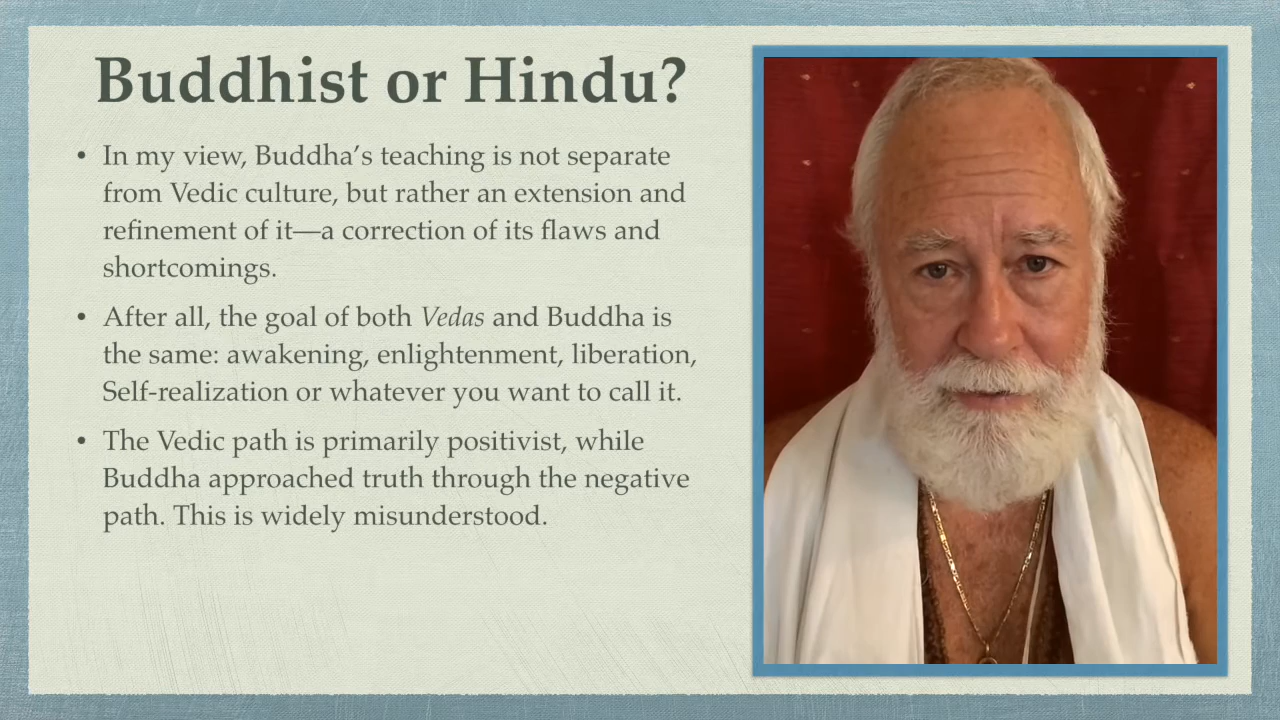 Buddhist or Hindu?
• In my view, Buddha’s teaching is not separate
from Vedic culture, but rather an extension and
refinement of it—a correction of its flaws and
shortcomings.
• After all, the goal of both Vedas and Buddha is
the same: awakening, enlightenment, liberation,
Self-realization or whatever you want to call it.
• The Vedic path is primarily positivist, while
Buddha approached truth through the negative
path. This is widely misunderstood.